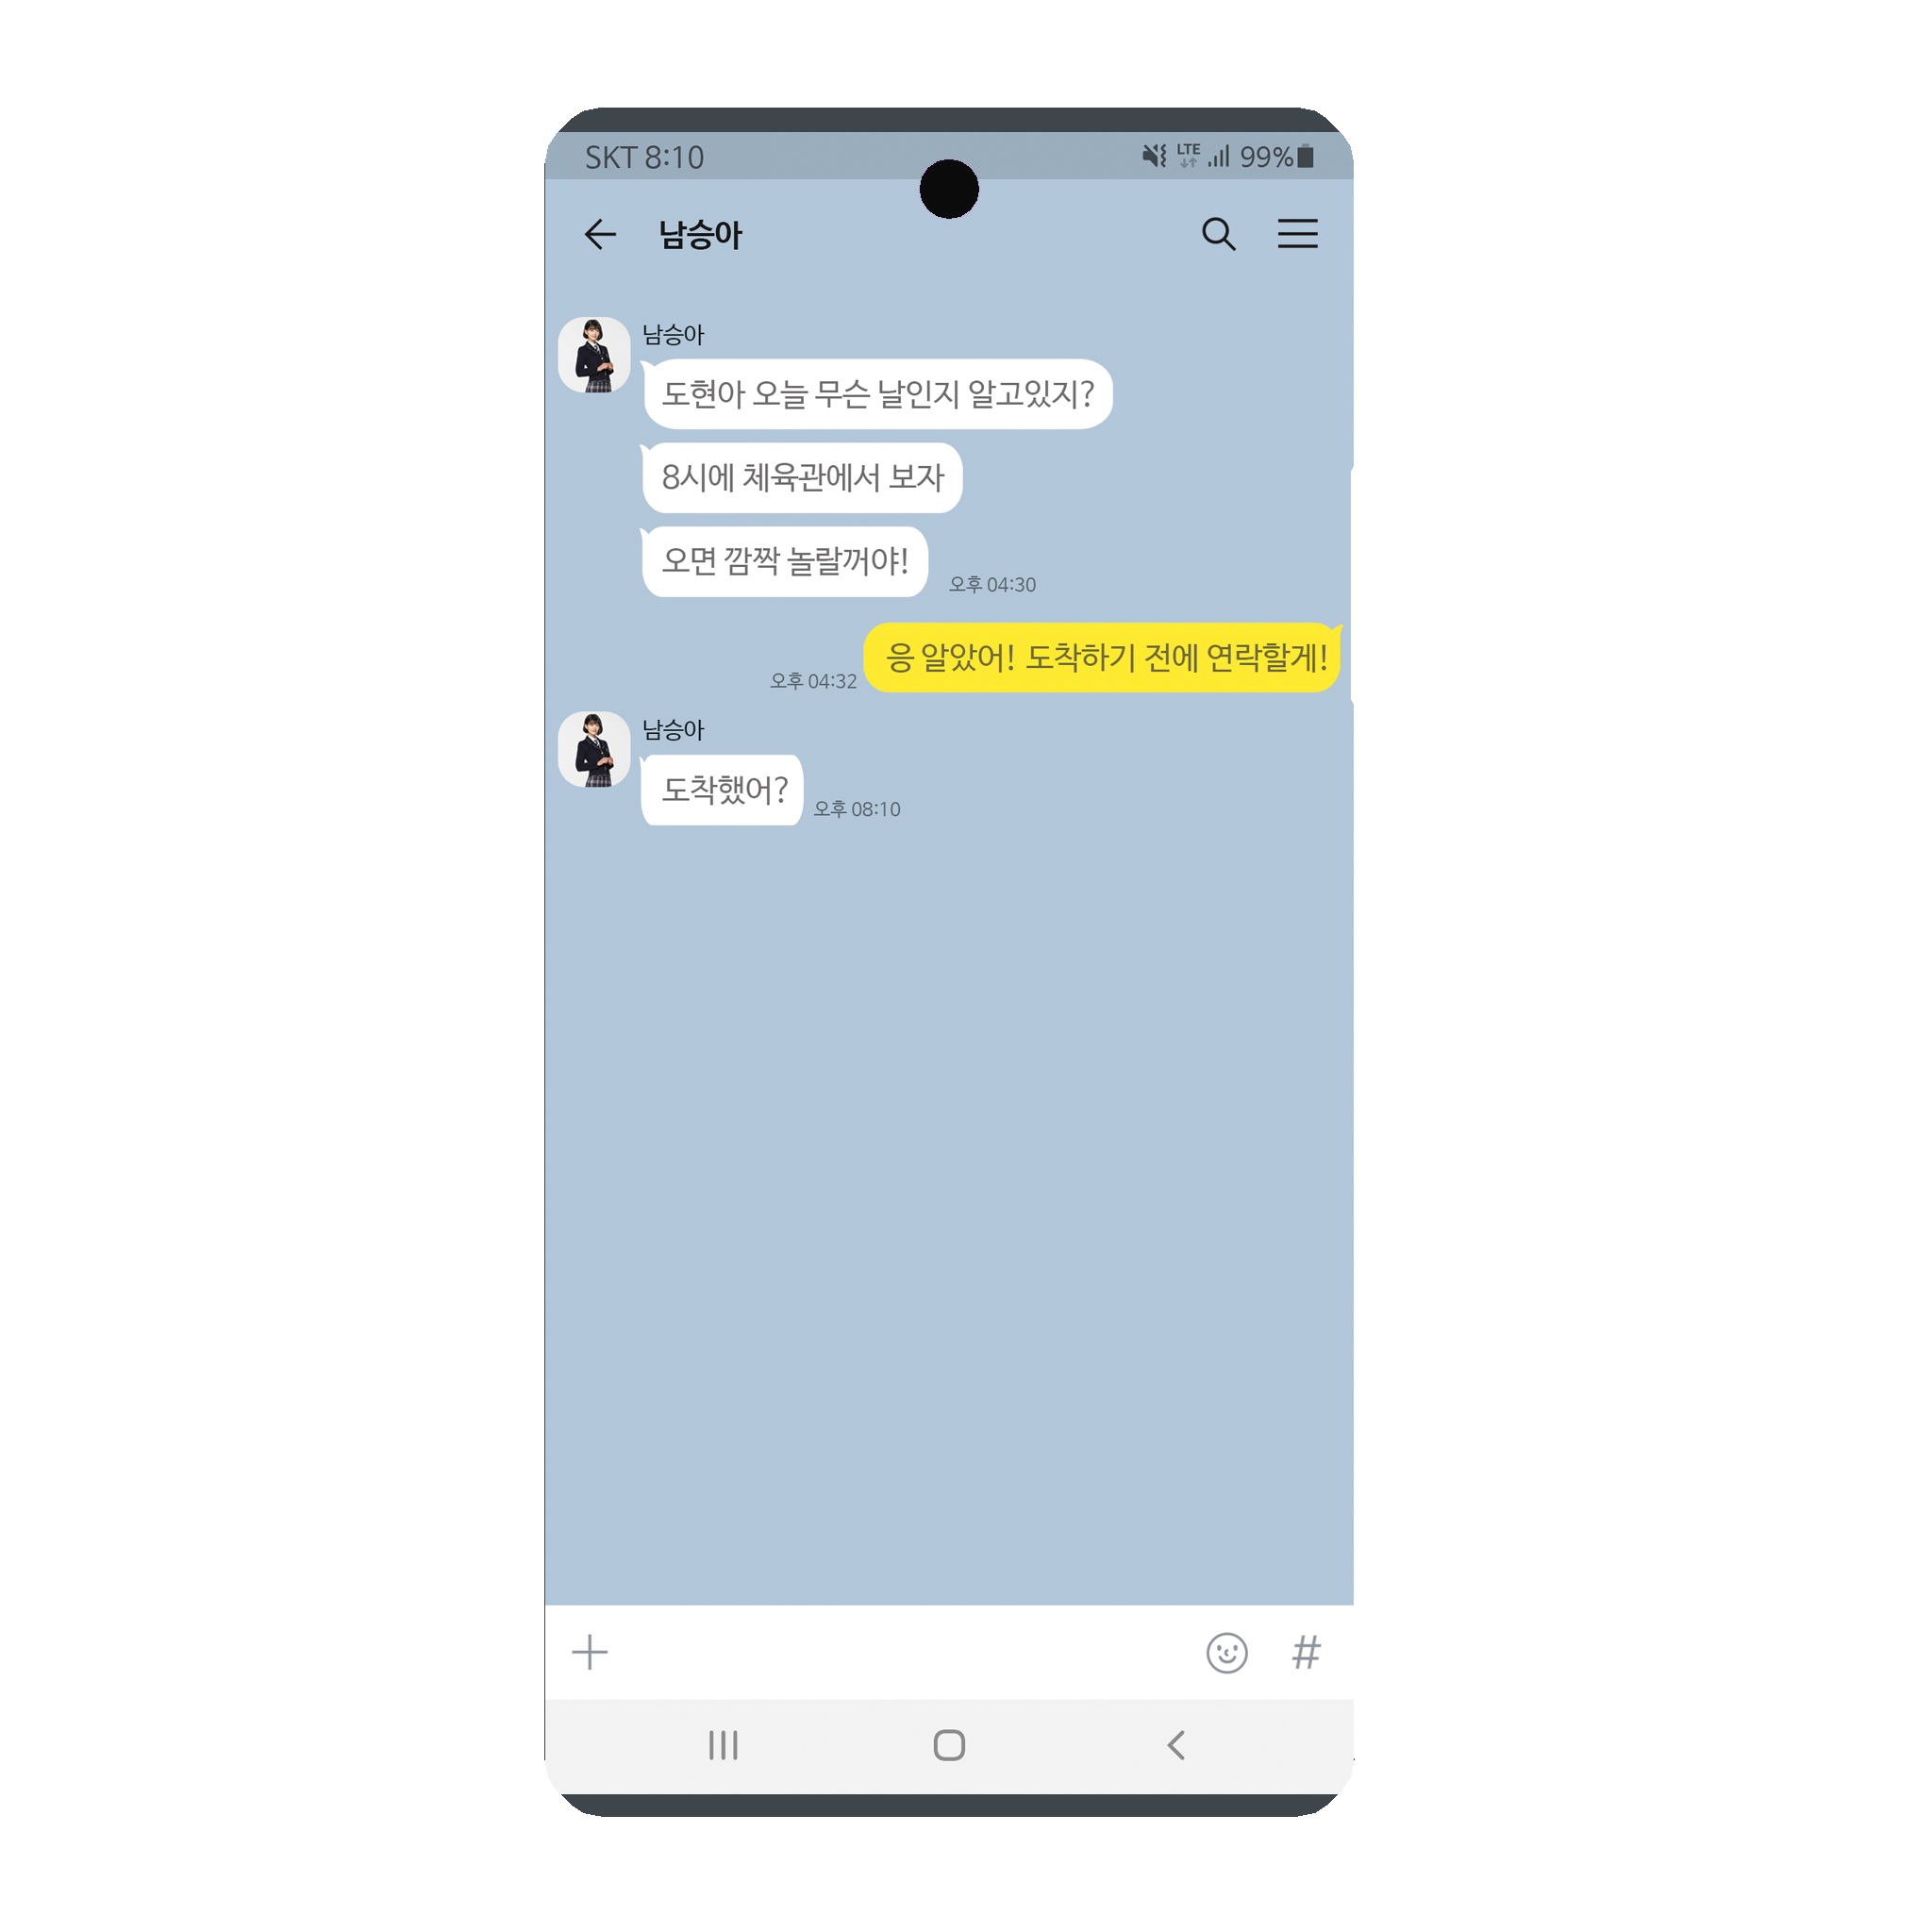 SKT 8:10 LTE 99%
남승아
남승아
도현아 오늘 무슨 날인지 알고있지?
8시에 체육관에서 보자
오면 깜짝 놀랄꺼야!
오후 04:30
응 알았어! 도착하기 전에 연락할게!
오후 04:32
남승아
도착했어?
오후 08:10
#